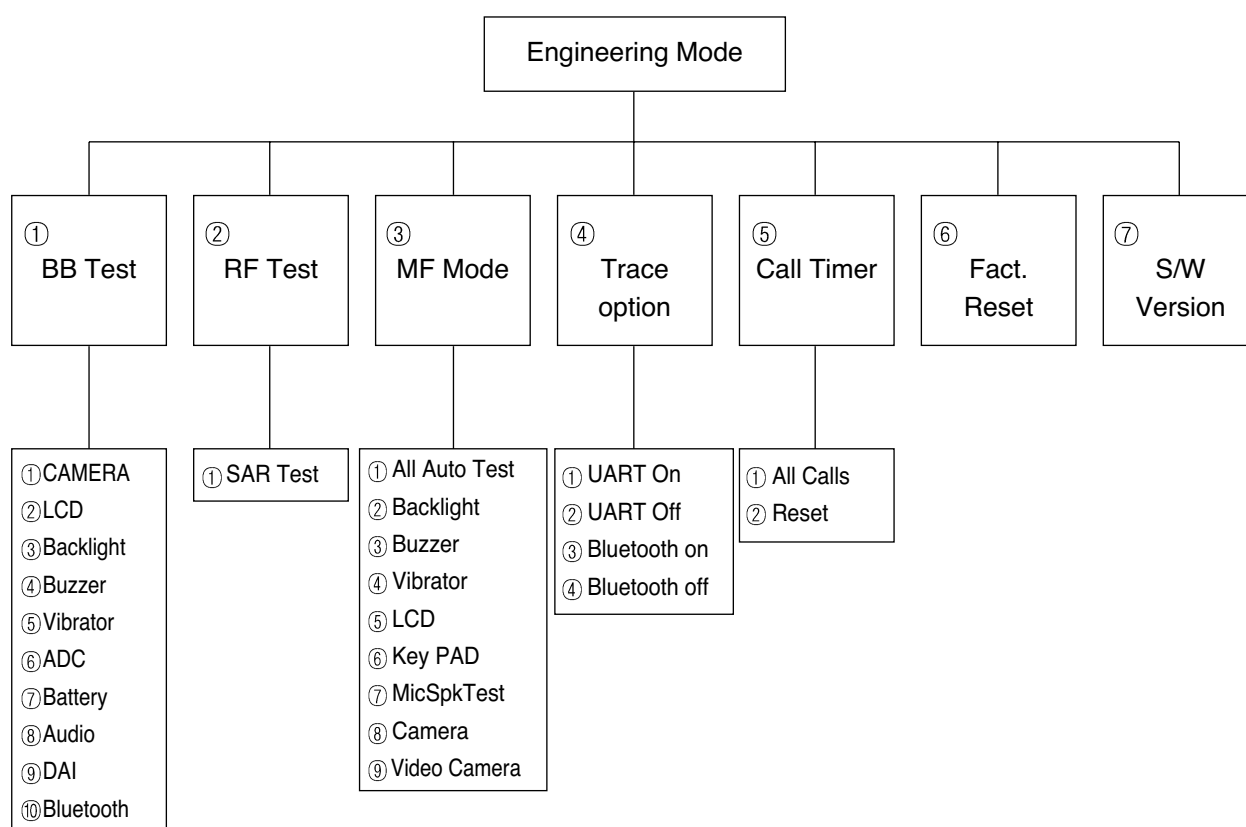 Engineering Mode
①
BB Test
②
RF Test
③
MF Mode
④
Trace
option
⑤
Call Timer
⑥
Fact.
Reset
⑦
S/W
Version
①CAMERA
②LCD
③Backlight
④Buzzer
⑤Vibrator
⑥ADC
⑦Battery
⑧Audio
⑨DAI
⑩Bluetooth
① SAR Test
① All Auto Test
② Backlight
③ Buzzer
④ Vibrator
⑤ LCD
⑥ Key PAD
⑦ MicSpkTest
⑧ Camera
⑨ Video Camera
① UART On
② UART Off
③ Bluetooth on
④ Bluetooth off
① All Calls
② Reset